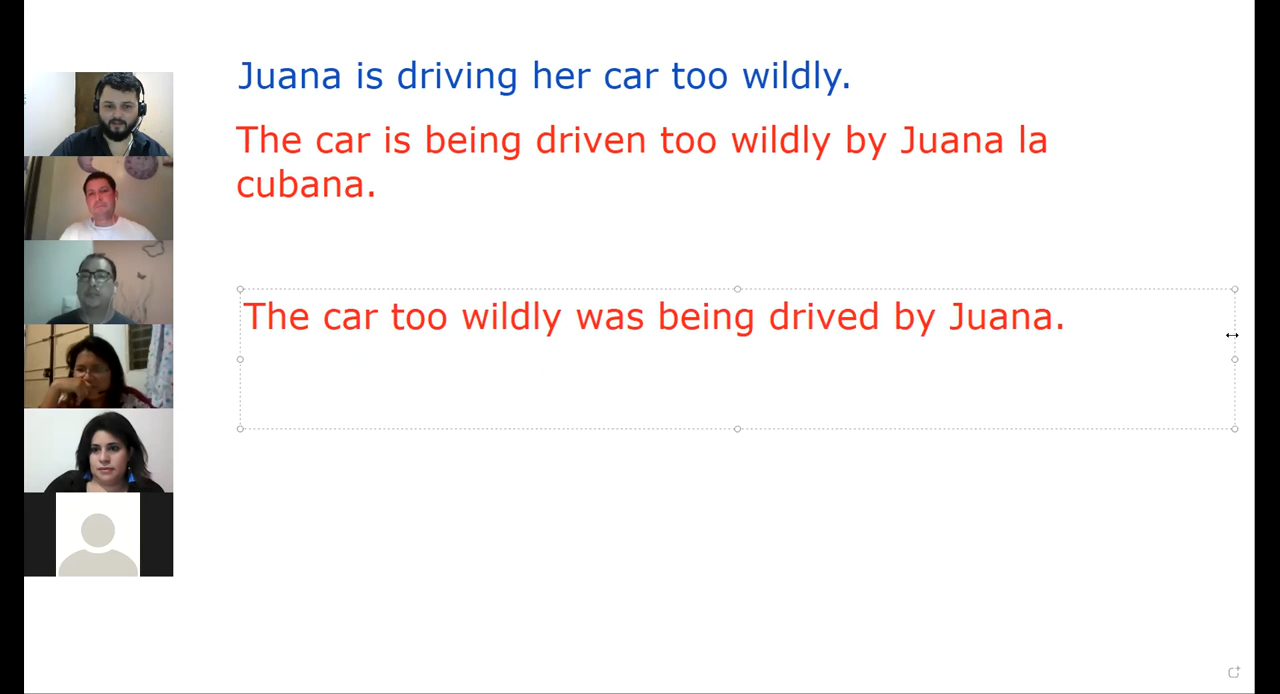 Juana is driving her car too wildly.
The car is being driven too wildly by Juana la
cubana.
The car too wildly was being drived by Juana.